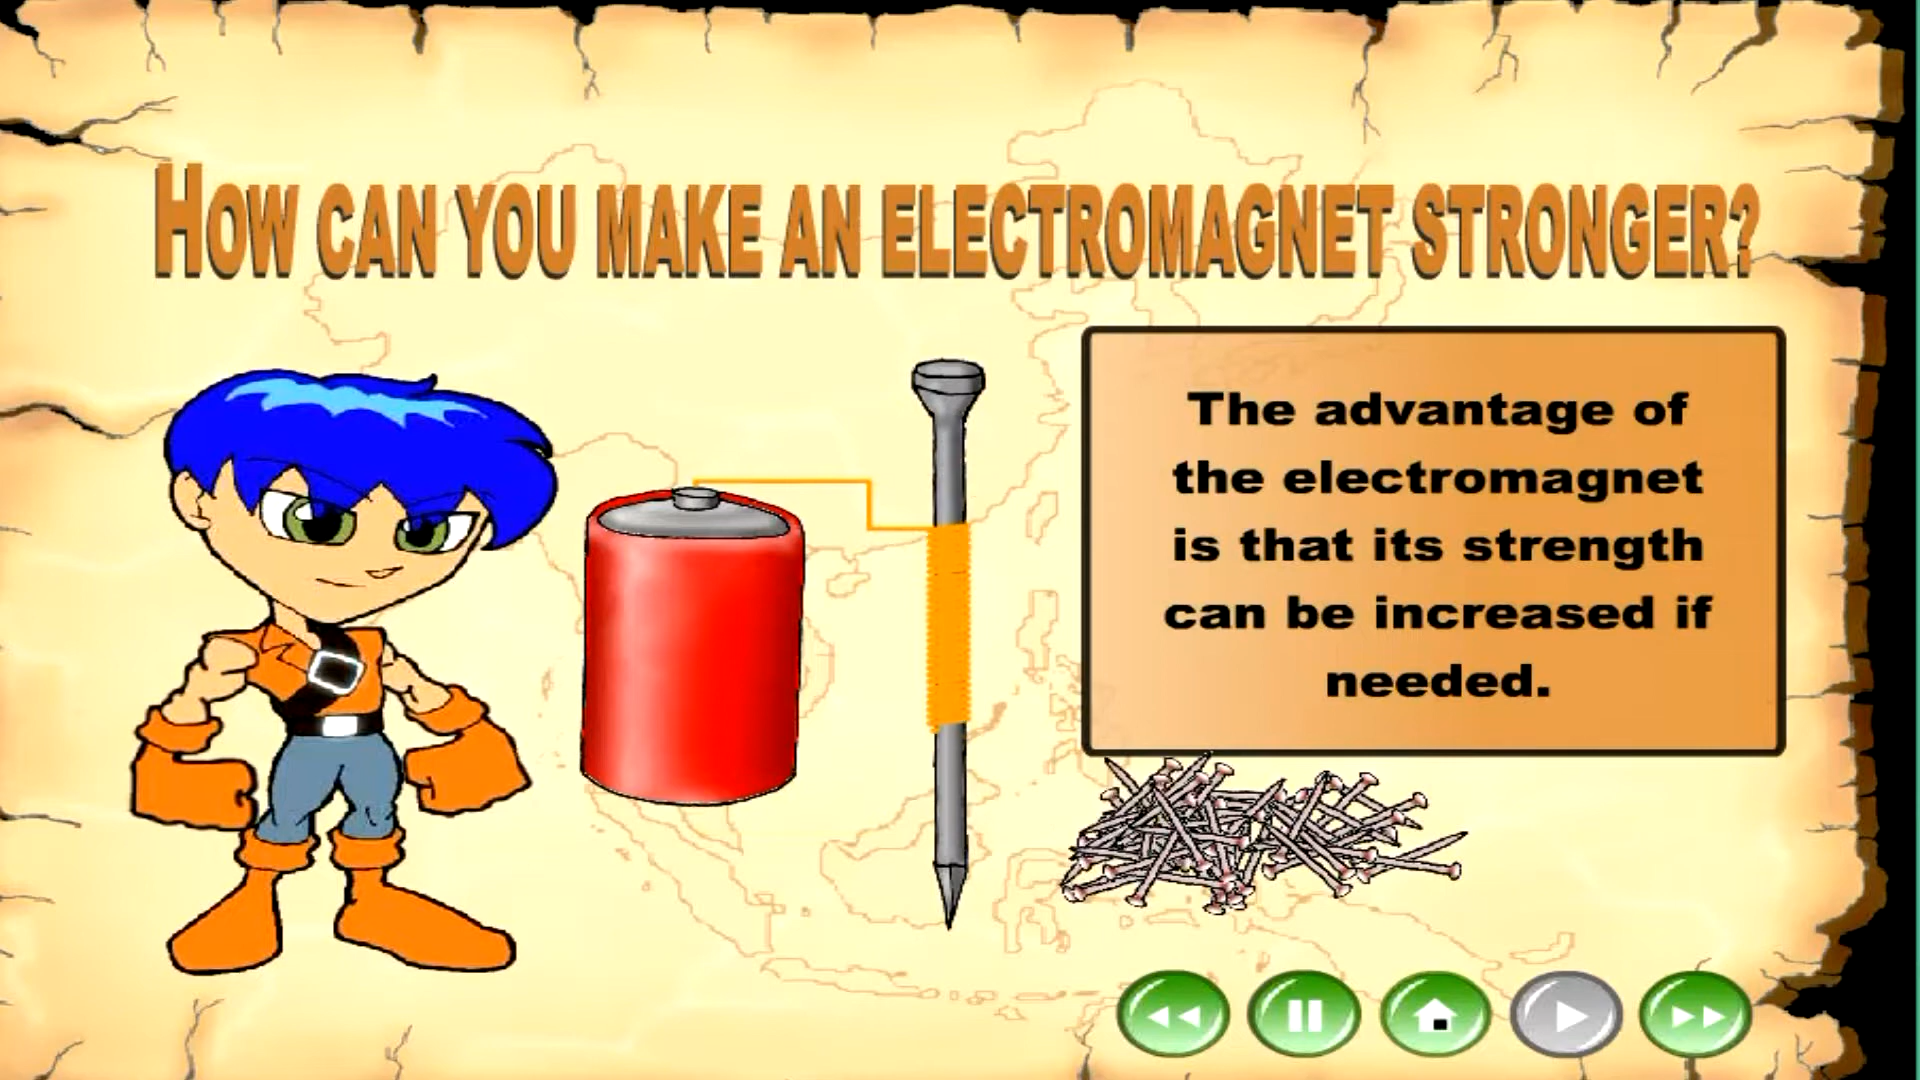 How can you make an electromagnet stronger?
The advantage of
the electromagnet
is that its strength
can be increased if
needed.